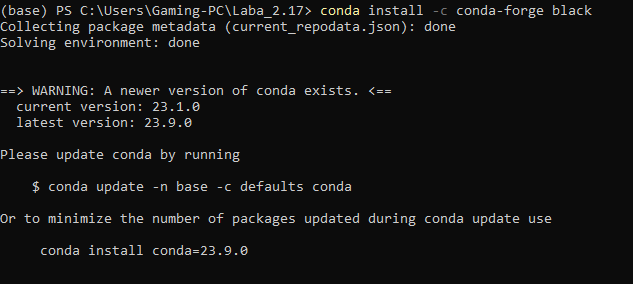 (base) PS C:\Users\Gaming-PC\Laba_2.17> conda install -c conda-forge black
Collecting package metadata (current_repodata.json): done
Solving environment: done
==> WARNING: A newer version of conda exists. <==
  current version: 23.1.0
  latest version: 23.9.0
Please update conda by running
    $ conda update -n base -c defaults conda
Or to minimize the number of packages updated during conda update use
     conda install conda=23.9.0